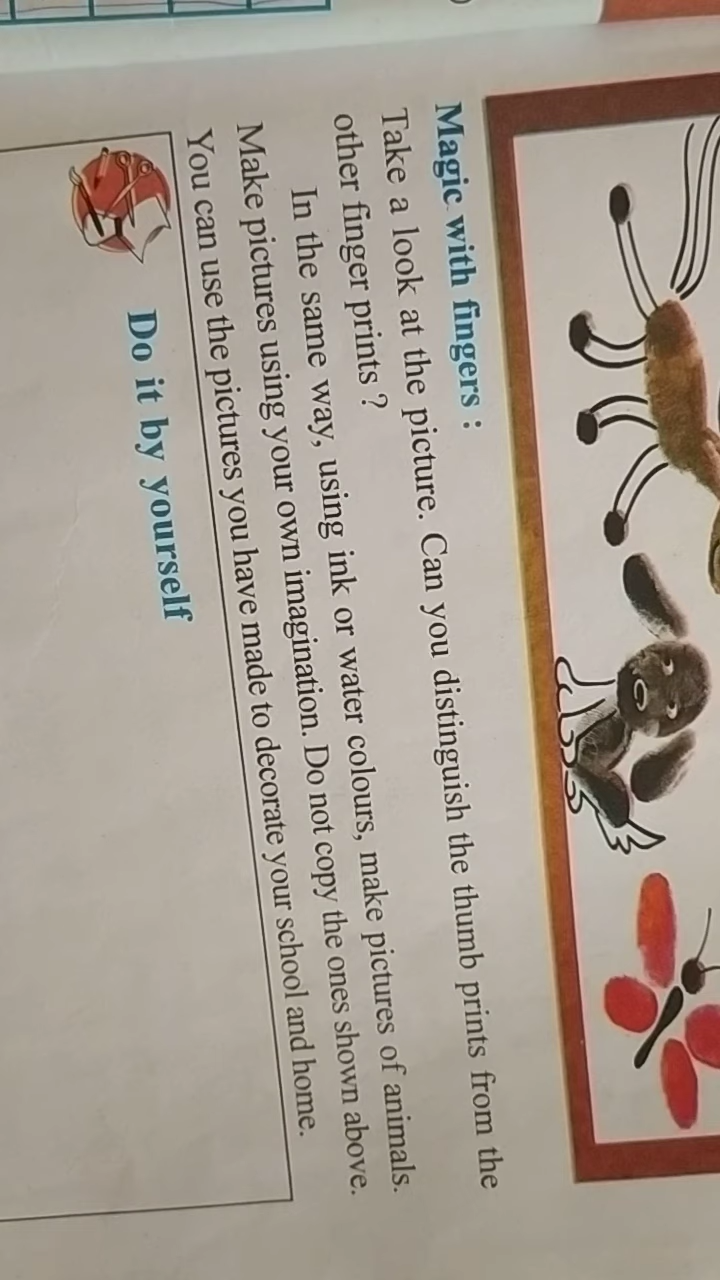 Magic with fingers :
Take a look at the picture. Can you distinguish the thumb prints from the
other finger prints ?
In the same way, using ink or water colours, make pictures of animals.
Make pictures using your own imagination. Do not copy the ones shown above.
You can use the pictures you have made to decorate your school and home.
Do it by yourself